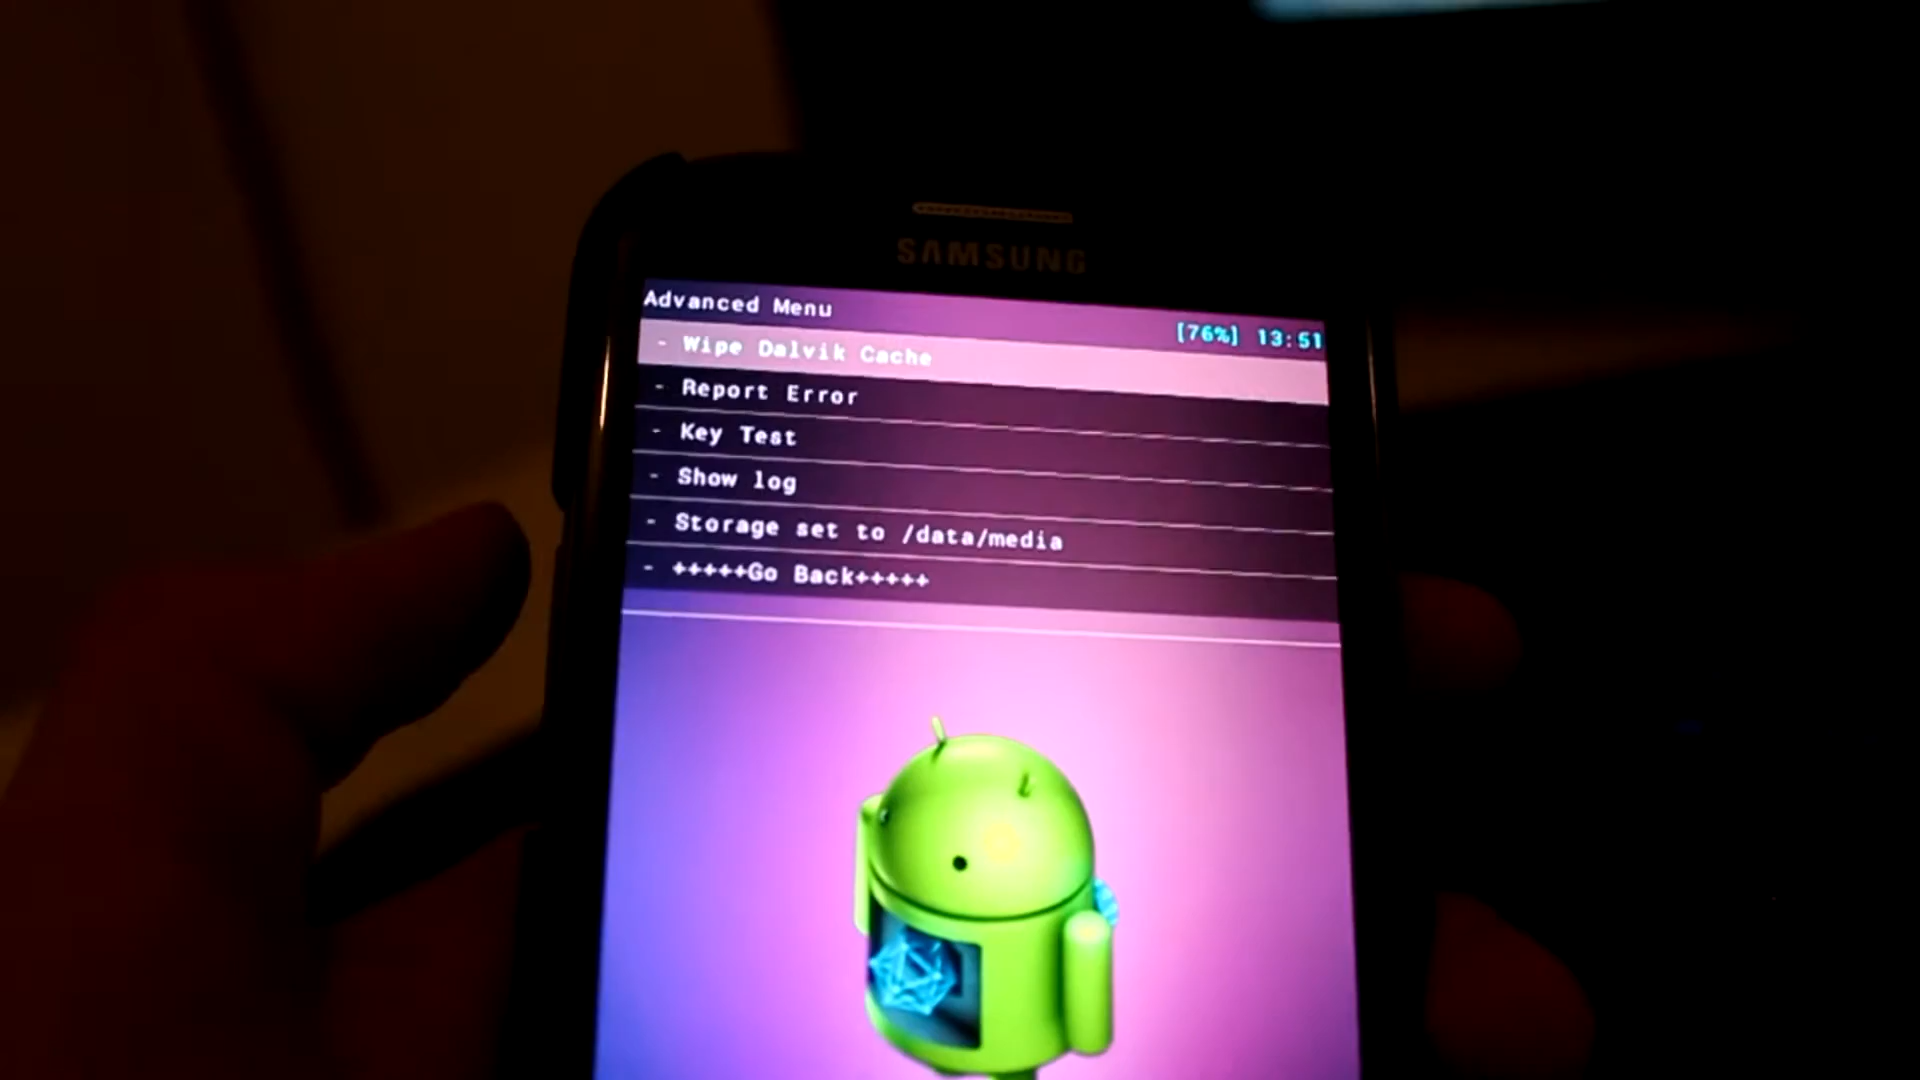 SAMSUNG
Advanced Menu
[76%] 13:51
- Wipe Dalvik Cache
- Report Error
- Key Test
- Show log
- Storage set to /data/media
- +++++Go Back+++++